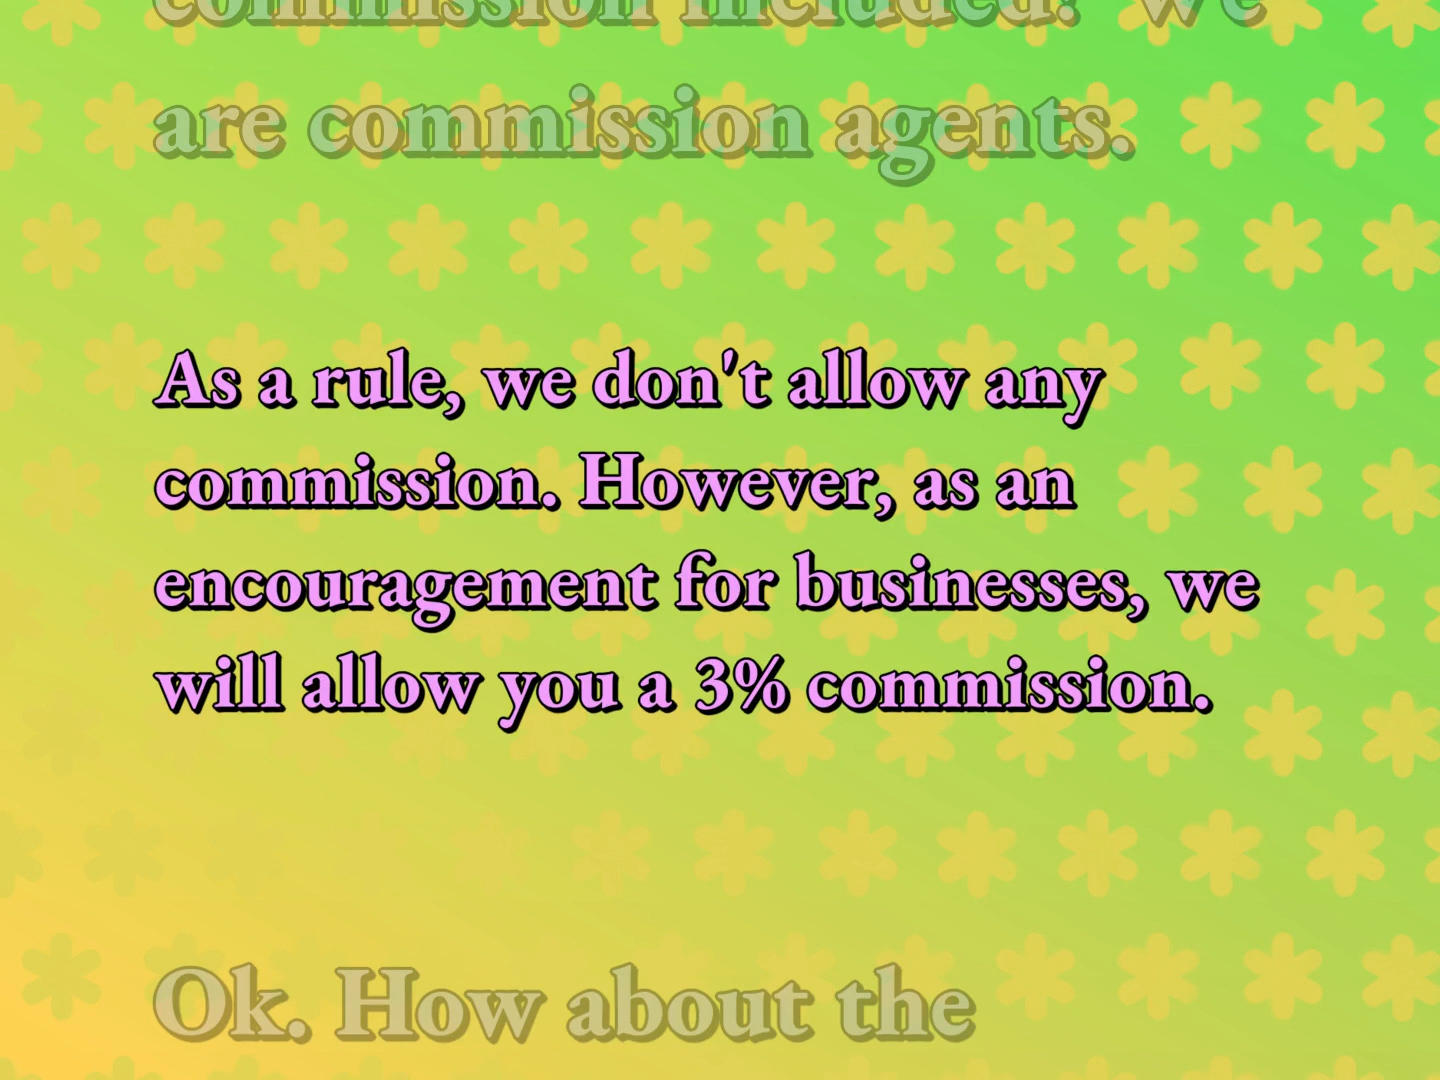 commission included? We
are commission agents.
As a rule, we don't allow any
commission. However, as an
encouragement for businesses, we
will allow you a 3% commission.
Ok. How about the